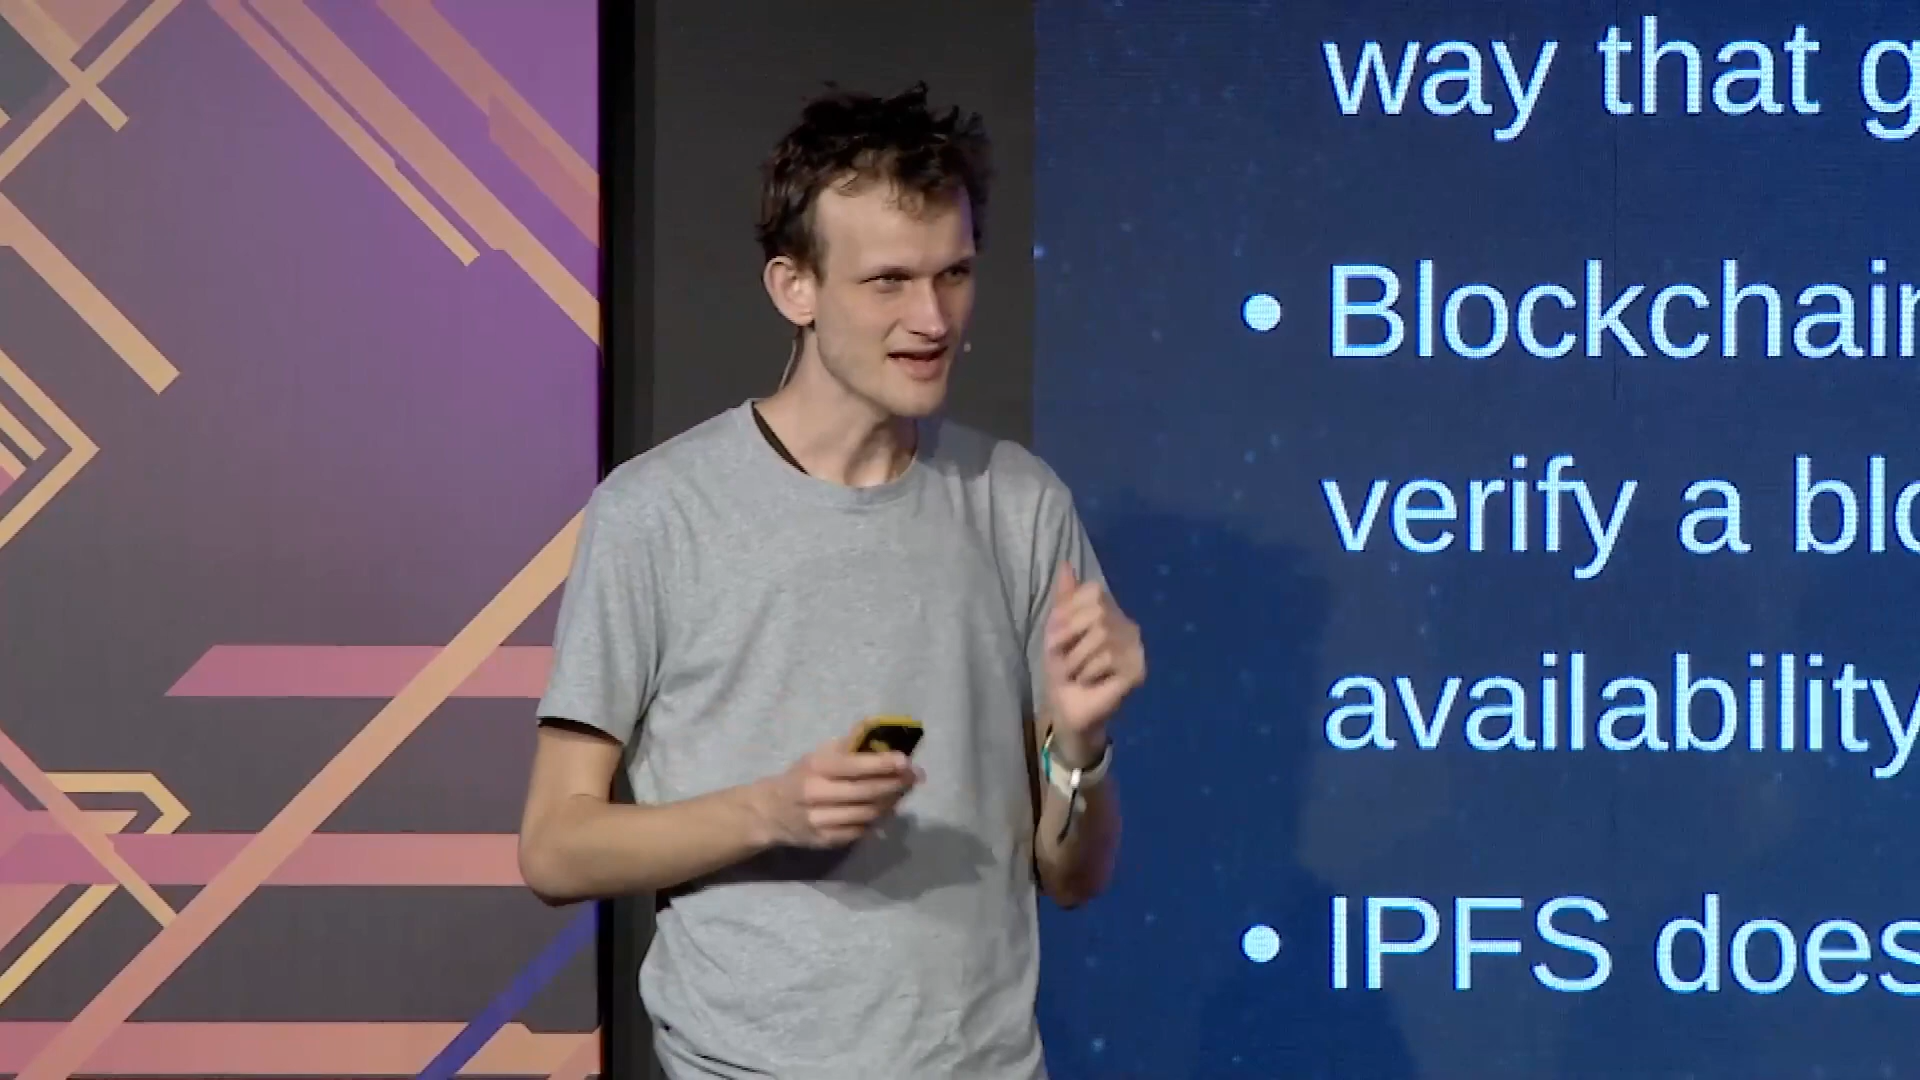 way that g
• Blockchain
verify a blo
availability
• IPFS does